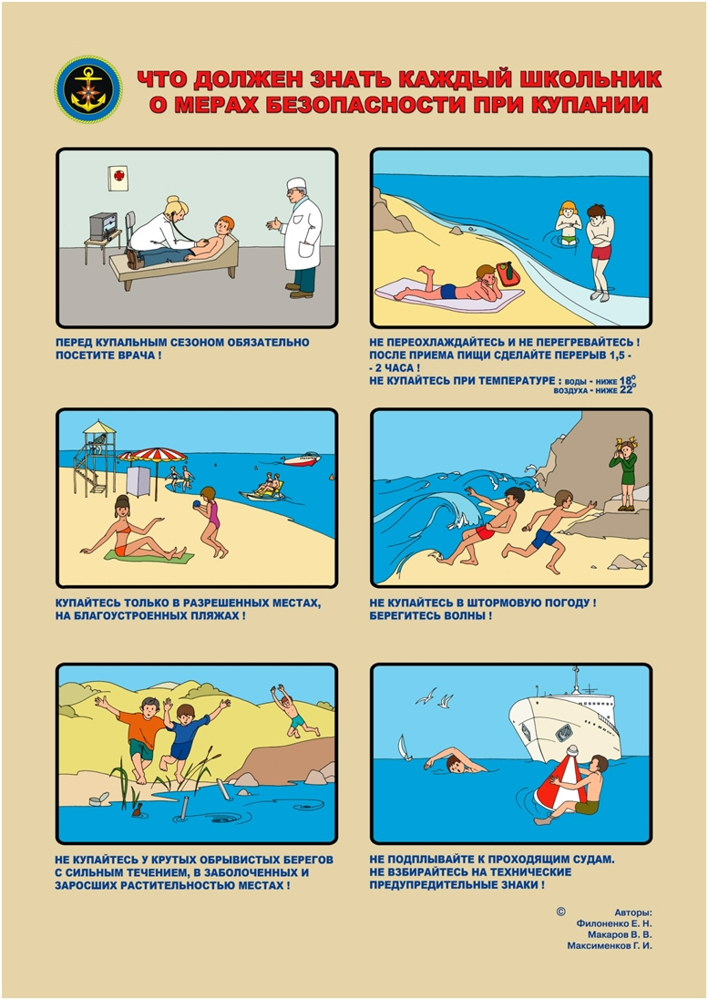 ЧТО ДОЛЖЕН ЗНАТЬ КАЖДЫЙ ШКОЛЬНИК
О МЕРАХ БЕЗОПАСНОСТИ ПРИ КУПАНИИ
ПЕРЕД КУПАЛЬНЫМ СЕЗОНОМ ОБЯЗАТЕЛЬНО
ПОСЕТИТЕ ВРАЧА !
НЕ ПЕРЕОХЛАЖДАЙТЕСЬ И НЕ ПЕРЕГРЕВАЙТЕСЬ !
ПОСЛЕ ПРИЕМА ПИЩИ СДЕЛАЙТЕ ПЕРЕРЫВ 1,5 -
- 2 ЧАСА !
НЕ КУПАЙТЕСЬ ПРИ ТЕМПЕРАТУРЕ : ВОДЫ - НИЖЕ 18°
ВОЗДУХА - НИЖЕ 22°
КУПАЙТЕСЬ ТОЛЬКО В РАЗРЕШЕННЫХ МЕСТАХ,
НА БЛАГОУСТРОЕННЫХ ПЛЯЖАХ !
НЕ КУПАЙТЕСЬ В ШТОРМОВУЮ ПОГОДУ !
БЕРЕГИТЕСЬ ВОЛНЫ !
НЕ КУПАЙТЕСЬ У КРУТЫХ ОБРЫВИСТЫХ БЕРЕГОВ
С СИЛЬНЫМ ТЕЧЕНИЕМ, В ЗАБОЛОЧЕННЫХ И
ЗАРОСШИХ РАСТИТЕЛЬНОСТЬЮ МЕСТАХ !
НЕ ПОДПЛЫВАЙТЕ К ПРОХОДЯЩИМ СУДАМ.
НЕ ВЗБИРАЙТЕСЬ НА ТЕХНИЧЕСКИЕ
ПРЕДУПРЕДИТЕЛЬНЫЕ ЗНАКИ !
© Авторы:
Филоненко Е. Н.
Макаров В. В.
Максименков Г. И.